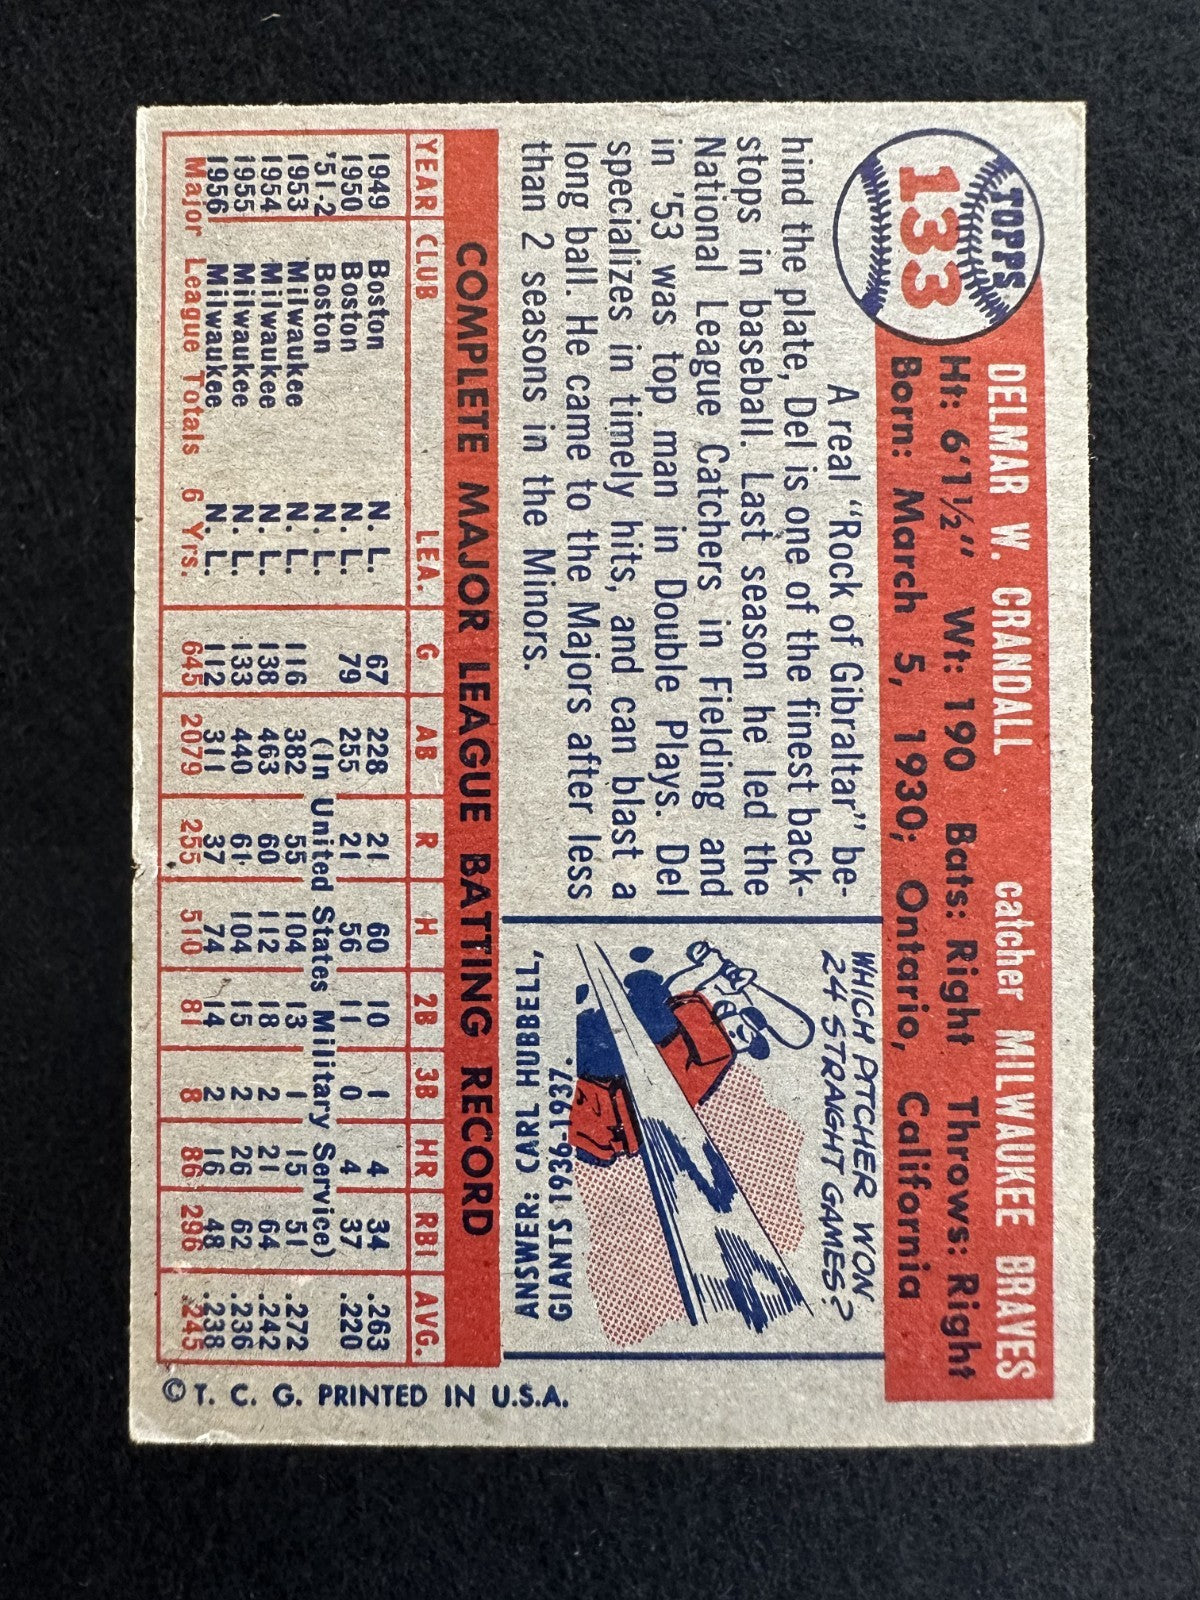 TOPPS
133
DELMAR W. CRANDALL catcher MILWAUKEE BRAVES
Ht: 6'1½" Wt: 190 Bats: Right Throws: Right
Born: March 5, 1930; Ontario, California
A real "Rock of Gibraltar" be-
hind the plate, Del is one of the finest back-
stops in baseball. Last season he led the
National League Catchers in Fielding and
in '53 was top man in Double Plays. Del
specializes in timely hits, and can blast a
long ball. He came to the Majors after less
than 2 seasons in the Minors.
WHICH PITCHER WON
24 STRAIGHT GAMES?
24
ANSWER: CARL HUBBELL,
GIANTS 1936-1937.
COMPLETE MAJOR LEAGUE BATTING RECORD
YEAR CLUB LEA. G AB R H 2B 3B HR RBI AVG.
1949 Boston N. L. 67 228 21 60 10 1 4 34 .263
1950 Boston N. L. 79 255 21 56 11 0 4 37 .220
'51-2 Boston N. L. (In United States Military Service)
1953 Milwaukee N. L. 116 382 55 104 13 1 15 51 .272
1954 Milwaukee N. L. 138 463 60 112 18 2 21 64 .242
1955 Milwaukee N. L. 133 440 61 104 15 2 26 62 .236
1956 Milwaukee N. L. 112 311 37 74 14 2 16 48 .238
Major League Totals 6 Yrs. 645 2079 255 510 81 8 86 296 .245
© T. C. G. PRINTED IN U.S.A.